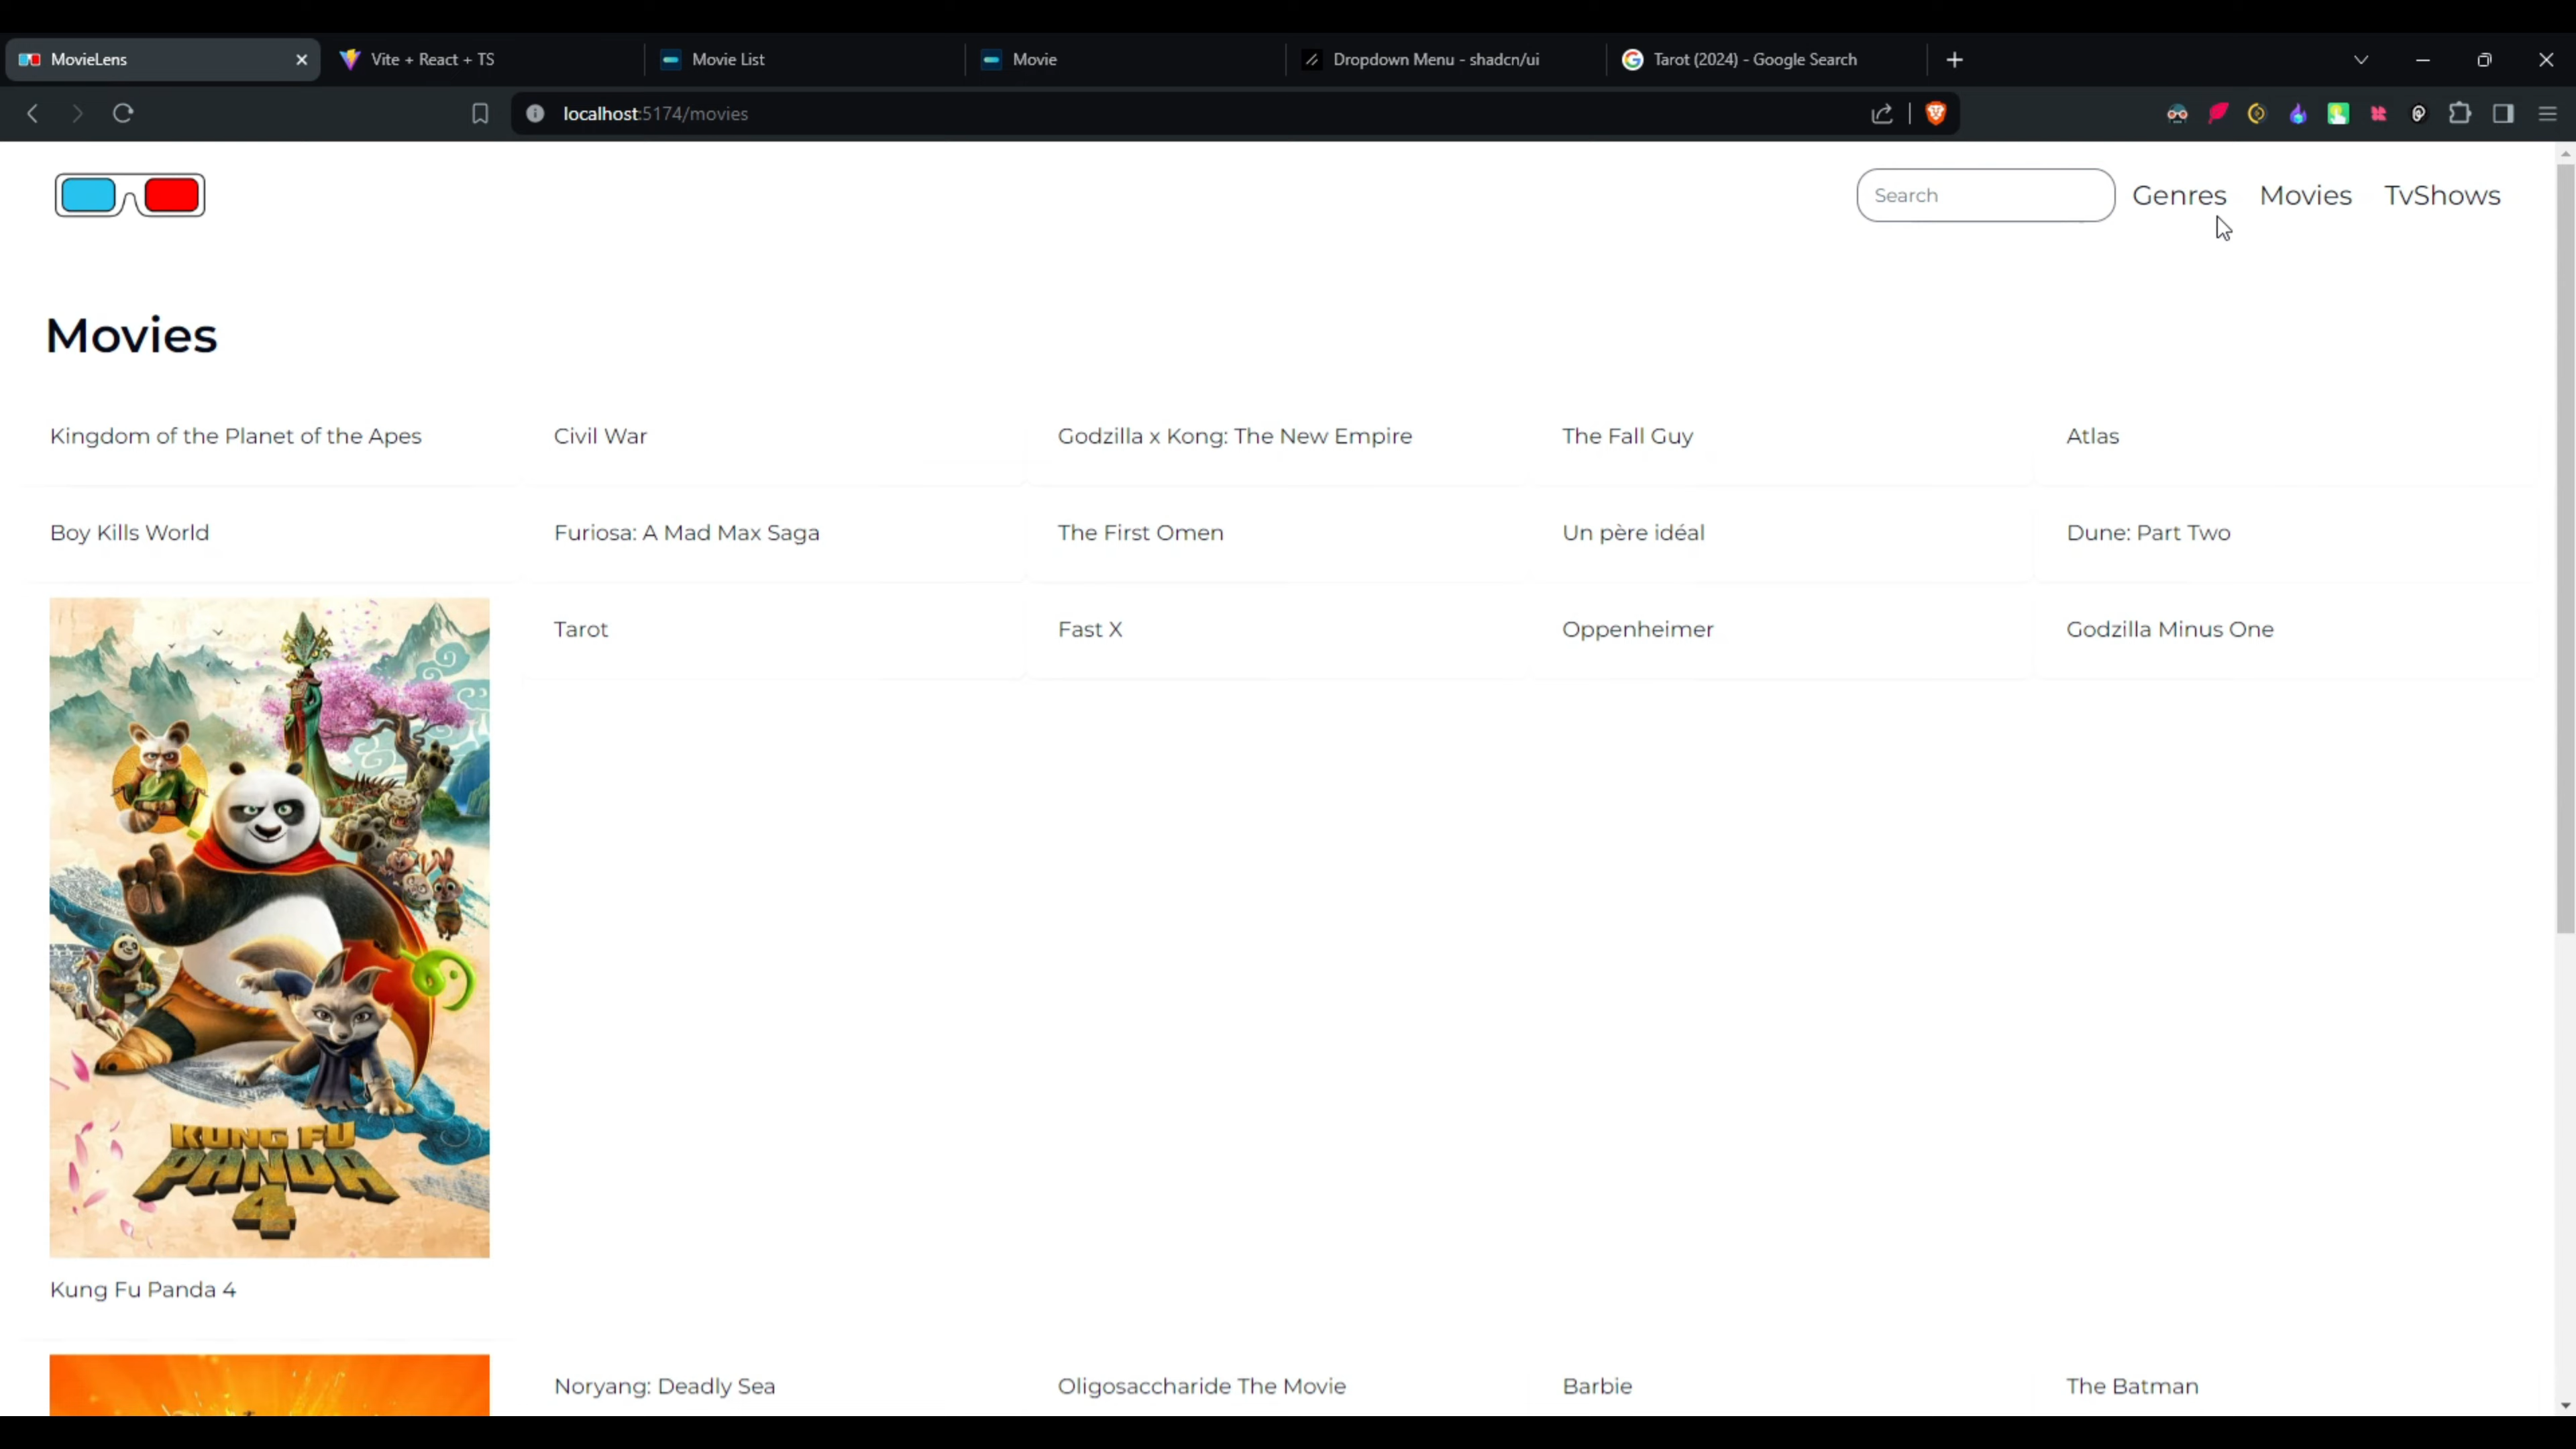 MovieLens
Vite + React + TS
Movie List
Movie
Dropdown Menu - shadcn/ui
Tarot (2024) - Google Search
localhost:5174/movies
Search
Genres
Movies
TvShows
Movies
Kingdom of the Planet of the Apes
Civil War
Godzilla x Kong: The New Empire
The Fall Guy
Atlas
Boy Kills World
Furiosa: A Mad Max Saga
The First Omen
Un père idéal
Dune: Part Two
Tarot
Fast X
Oppenheimer
Godzilla Minus One
KUNG FU
PANDA
4
Kung Fu Panda 4
Noryang: Deadly Sea
Oligosaccharide The Movie
Barbie
The Batman